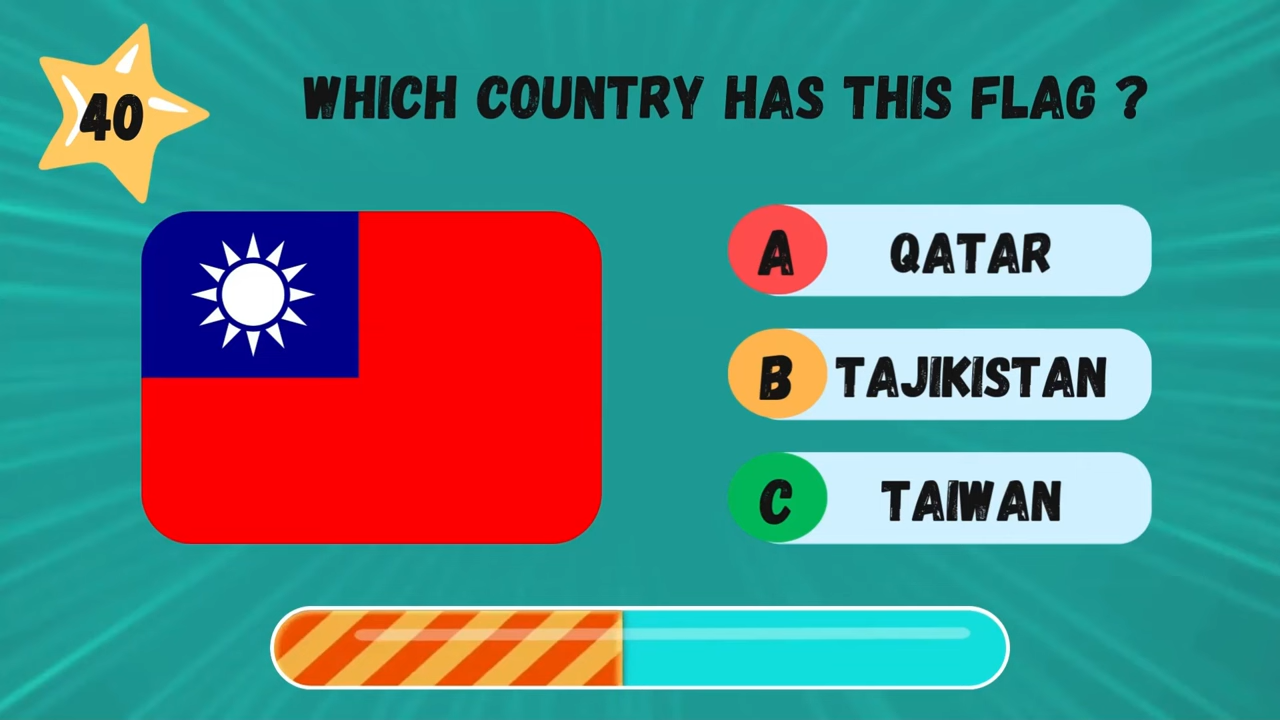 40
WHICH COUNTRY HAS THIS FLAG ?
A QATAR
B TAJIKISTAN
C TAIWAN